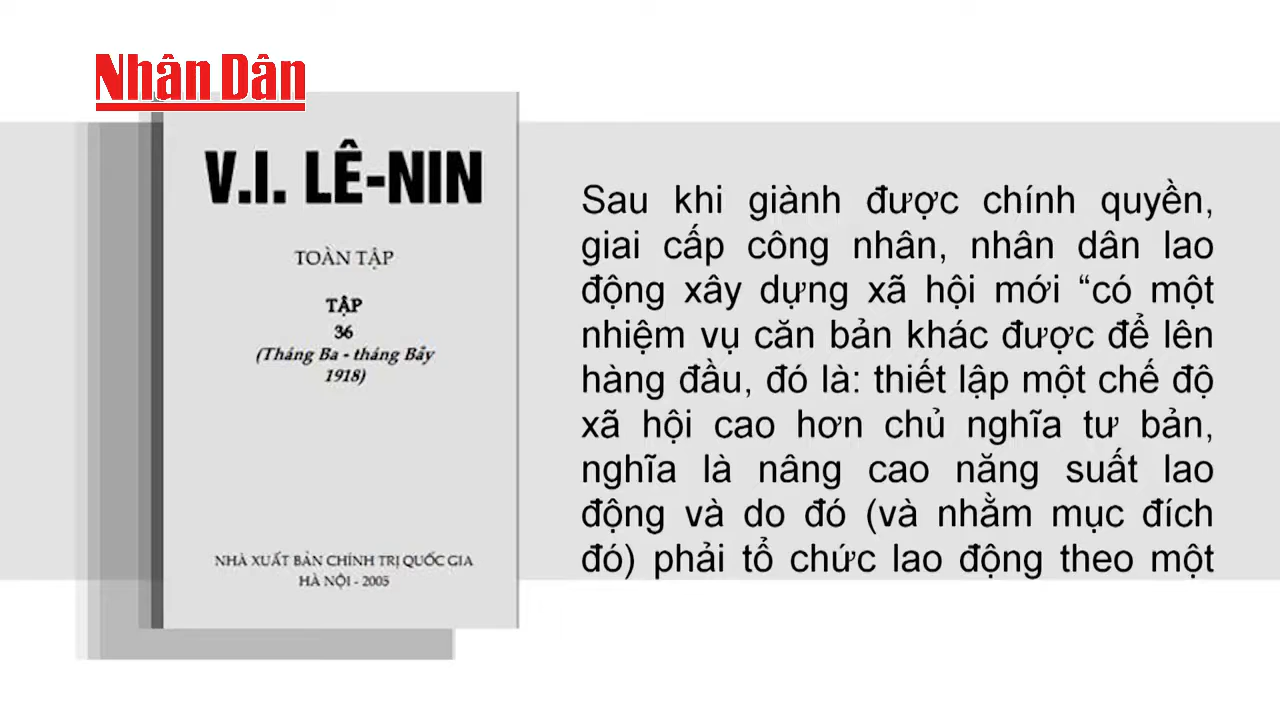 Nhân Dân
V.I. LÊ-NIN
TOÀN TẬP
TẬP
36
(Tháng Ba - tháng Bảy
1918)
NHÀ XUẤT BẢN CHÍNH TRỊ QUỐC GIA
HÀ NỘI - 2005
Sau khi giành được chính quyền,
giai cấp công nhân, nhân dân lao
động xây dựng xã hội mới “có một
nhiệm vụ căn bản khác được để lên
hàng đầu, đó là: thiết lập một chế độ
xã hội cao hơn chủ nghĩa tư bản,
nghĩa là nâng cao năng suất lao
động và do đó (và nhằm mục đích
đó) phải tổ chức lao động theo một